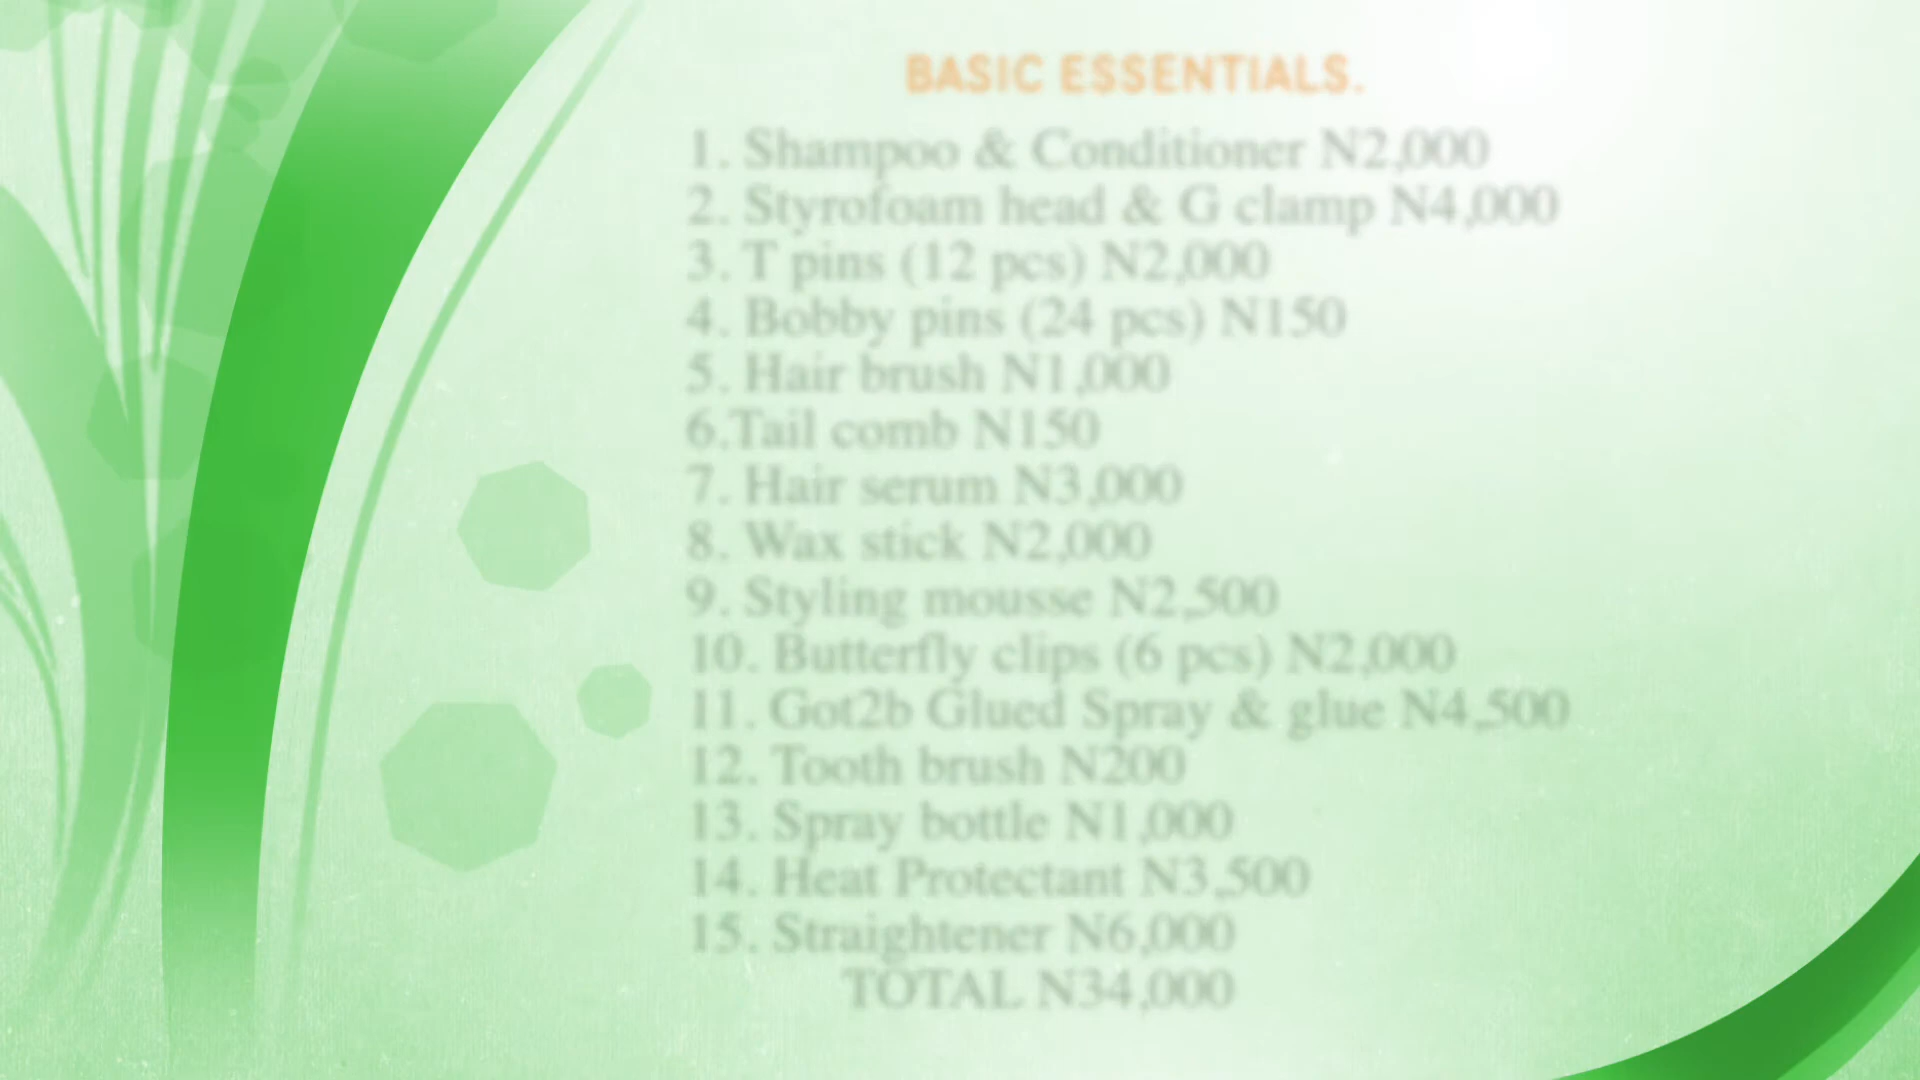 BASIC ESSENTIALS.
1. Shampoo & Conditioner N2,000
2. Styrofoam head & G clamp N4,000
3. T pins (12 pcs) N2,000
4. Bobby pins (24 pcs) N150
5. Hair brush N1,000
6.Tail comb N150
7. Hair serum N3,000
8. Wax stick N2,000
9. Styling mousse N2,500
10. Butterfly clips (6 pcs) N2,000
11. Got2b Glued Spray & glue N4,500
12. Tooth brush N200
13. Spray bottle N1,000
14. Heat Protectant N3,500
15. Straightener N6,000
TOTAL N34,000